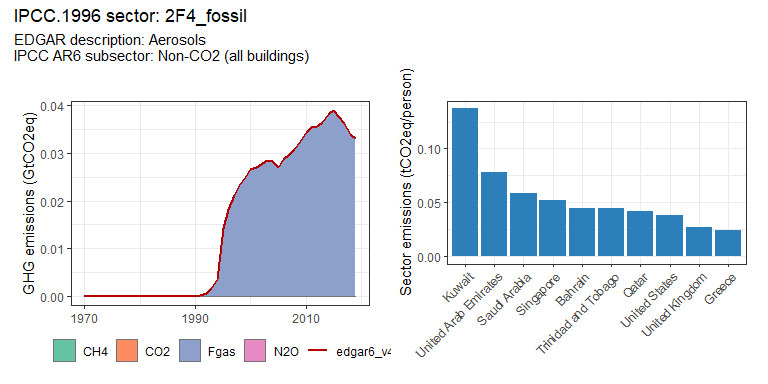 IPCC.1996 sector: 2F4_fossil
EDGAR description: Aerosols
IPCC AR6 subsector: Non-CO2 (all buildings)
GHG emissions (GtCO2eq)
0.04
0.03
0.02
0.01
0.00
1970
1990
2010
CH4
CO2
Fgas
N2O
edgar6_v4
Sector emissions (tCO2eq/person)
0.10
0.05
0.00
Kuwait
United Arab Emirates
Saudi Arabia
Singapore
Bahrain
Trinidad and Tobago
Qatar
United States
United Kingdom
Greece